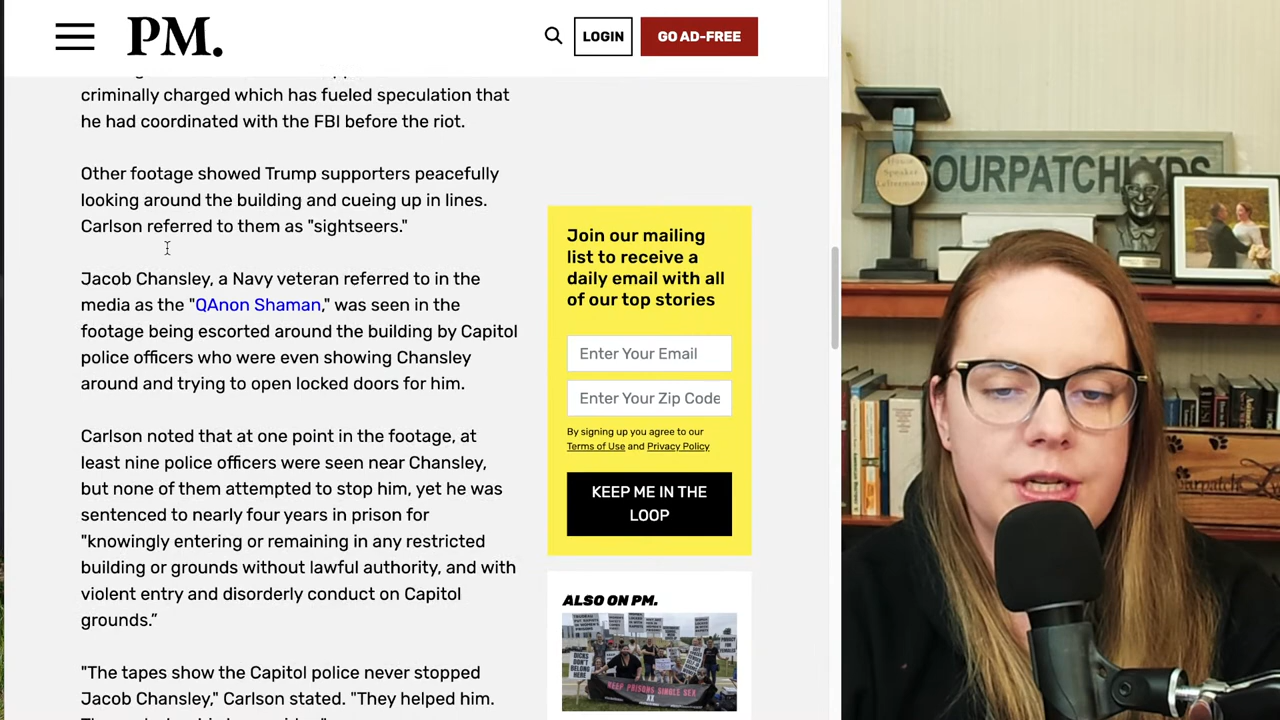 PM.
LOGIN
GO AD-FREE
criminally charged which has fueled speculation that
he had coordinated with the FBI before the riot.
Other footage showed Trump supporters peacefully
looking around the building and cueing up in lines.
Carlson referred to them as "sightseers."
Jacob Chansley, a Navy veteran referred to in the
media as the "QAnon Shaman," was seen in the
footage being escorted around the building by Capitol
police officers who were even showing Chansley
around and trying to open locked doors for him.
Carlson noted that at one point in the footage, at
least nine police officers were seen near Chansley,
but none of them attempted to stop him, yet he was
sentenced to nearly four years in prison for
"knowingly entering or remaining in any restricted
building or grounds without lawful authority, and with
violent entry and disorderly conduct on Capitol
grounds.”
"The tapes show the Capitol police never stopped
Jacob Chansley," Carlson stated. "They helped him.
Join our mailing
list to receive a
daily email with all
of our top stories
Enter Your Email
Enter Your Zip Code
By signing up you agree to our
Terms of Use and Privacy Policy
KEEP ME IN THE
LOOP
ALSO ON PM.
DICKS
DON'T
BELONG
HERE
KEEP PRISONS SINGLE SEX
XX
House
Speaker
OURPATCHLYDS